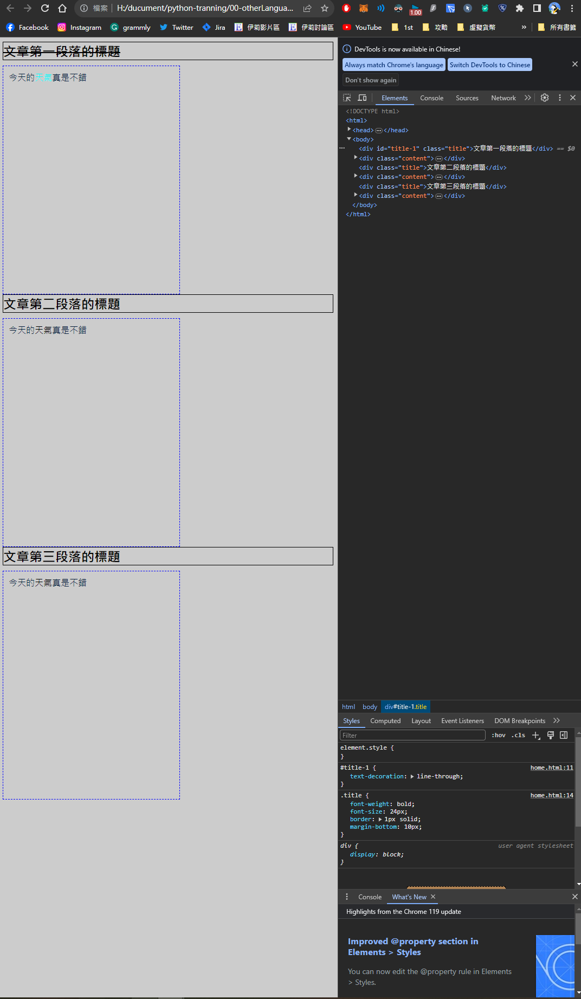 檔案 H:/ducument/python-tranning/00-otherLangua... 1.00
Facebook Instagram grammly Twitter Jira 伊莉影片區 伊莉討論區 YouTube 1st 攻略 虛擬貨幣 » 所有書籤
文章第一段落的標題
今天的天氣真是不錯
文章第二段落的標題
今天的天氣真是不錯
文章第三段落的標題
今天的天氣真是不錯
DevTools is now available in Chinese!
Always match Chrome's language Switch DevTools to Chinese
Don't show again
Elements Console Sources Network
<!DOCTYPE html>
<html>
<head>…</head>
<body>
<div id="title-1" class="title">文章第一段落的標題</div> == $0
<div class="content">…</div>
<div class="title">文章第二段落的標題</div>
<div class="content">…</div>
<div class="title">文章第三段落的標題</div>
<div class="content">…</div>
</body>
</html>
html body div#title-1.title
Styles Computed Layout Event Listeners DOM Breakpoints
Filter :hov .cls
element.style {
}
#title-1 { home.html:11
text-decoration: line-through;
}
.title { home.html:14
font-weight: bold;
font-size: 24px;
border: 1px solid;
margin-bottom: 10px;
}
div { user agent stylesheet
display: block;
}
Console What's New
Highlights from the Chrome 119 update
Improved @property section in
Elements > Styles
You can now edit the @property rule in Elements
> Styles.